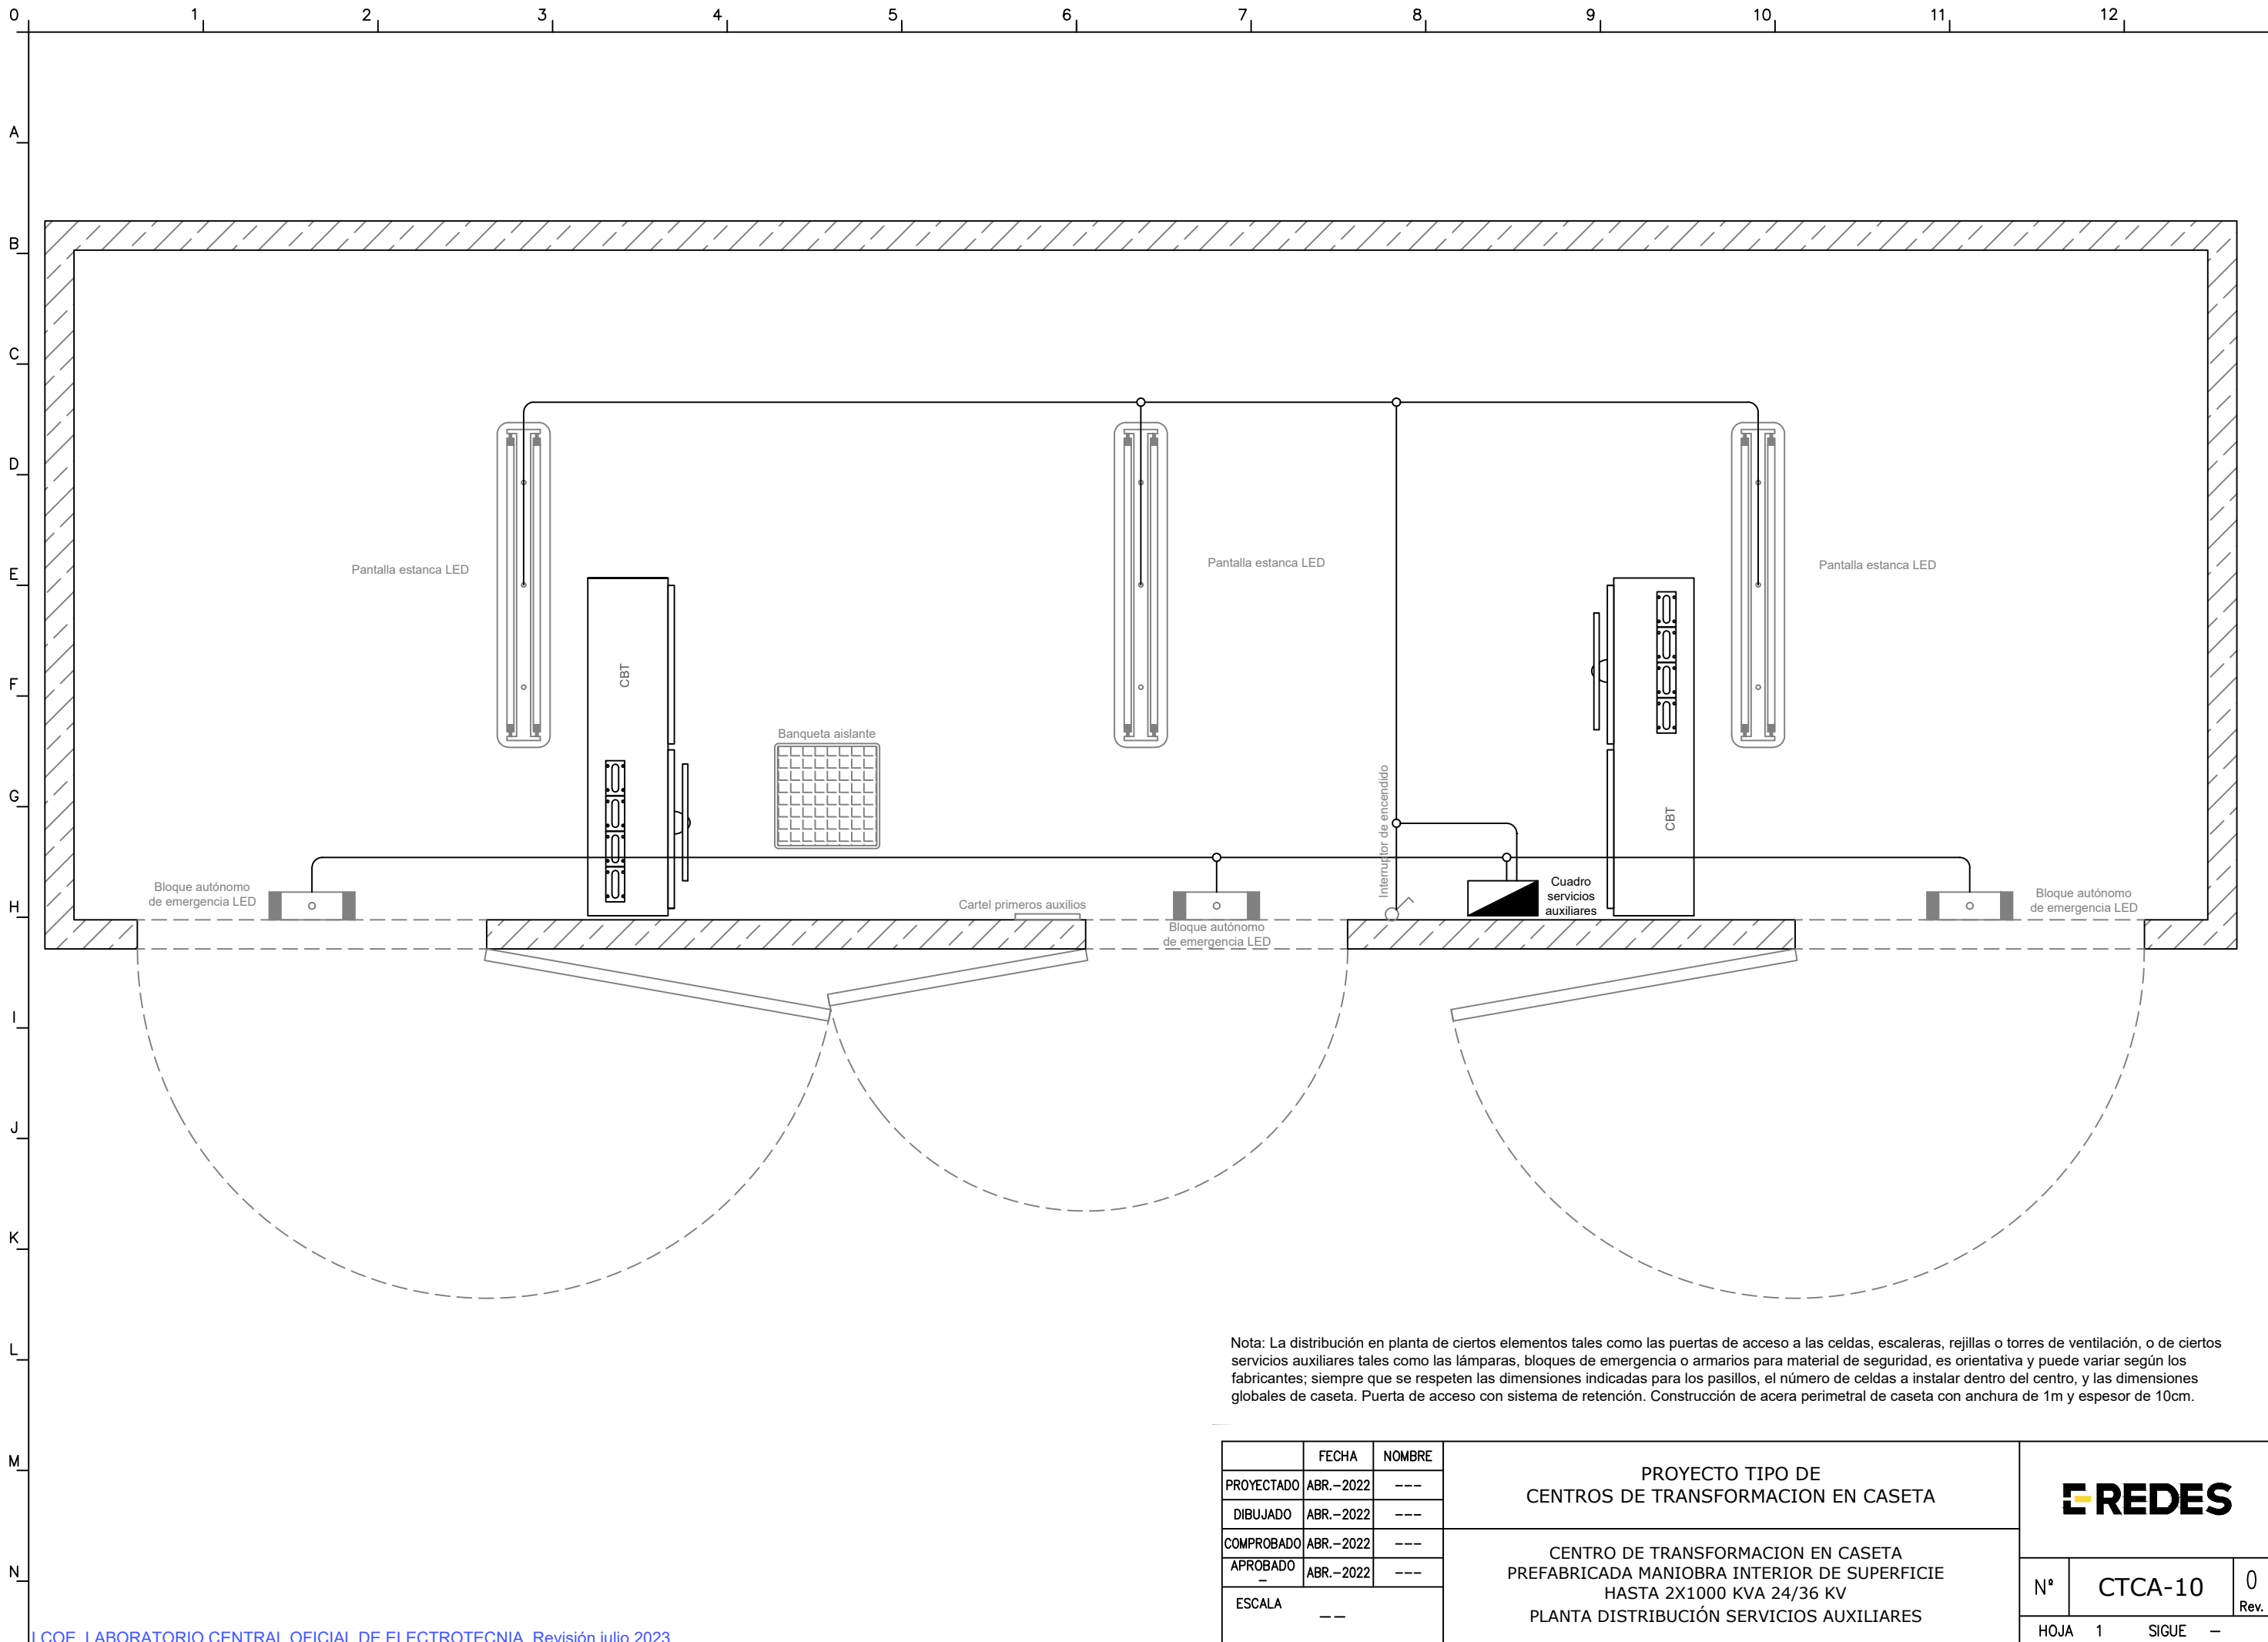 0 1 2 3 4 5 6 7 8 9 10 11 12
A
B
C
D
E
F
G
H
I
J
K
L
M
N
Pantalla estanca LED
Pantalla estanca LED
Pantalla estanca LED
CBT
Banqueta aislante
Interruptor de encendido
CBT
Bloque autónomo
de emergencia LED
Cartel primeros auxilios
Bloque autónomo
de emergencia LED
Cuadro
servicios
auxiliares
Bloque autónomo
de emergencia LED
Nota: La distribución en planta de ciertos elementos tales como las puertas de acceso a las celdas, escaleras, rejillas o torres de ventilación, o de ciertos
servicios auxiliares tales como las lámparas, bloques de emergencia o armarios para material de seguridad, es orientativa y puede variar según los
fabricantes; siempre que se respeten las dimensiones indicadas para los pasillos, el número de celdas a instalar dentro del centro, y las dimensiones
globales de caseta. Puerta de acceso con sistema de retención. Construcción de acera perimetral de caseta con anchura de 1m y espesor de 10cm.
FECHA NOMBRE
PROYECTADO ABR.-2022 ---
DIBUJADO ABR.-2022 ---
COMPROBADO ABR.-2022 ---
APROBADO - ABR.-2022 ---
ESCALA --
PROYECTO TIPO DE
CENTROS DE TRANSFORMACION EN CASETA
CENTRO DE TRANSFORMACION EN CASETA
PREFABRICADA MANIOBRA INTERIOR DE SUPERFICIE
HASTA 2X1000 KVA 24/36 KV
PLANTA DISTRIBUCIÓN SERVICIOS AUXILIARES
E-REDES
Nº CTCA-10 0 Rev.
HOJA 1 SIGUE -
LCOE. LABORATORIO CENTRAL OFICIAL DE ELECTROTECNIA. Revisión julio 2023